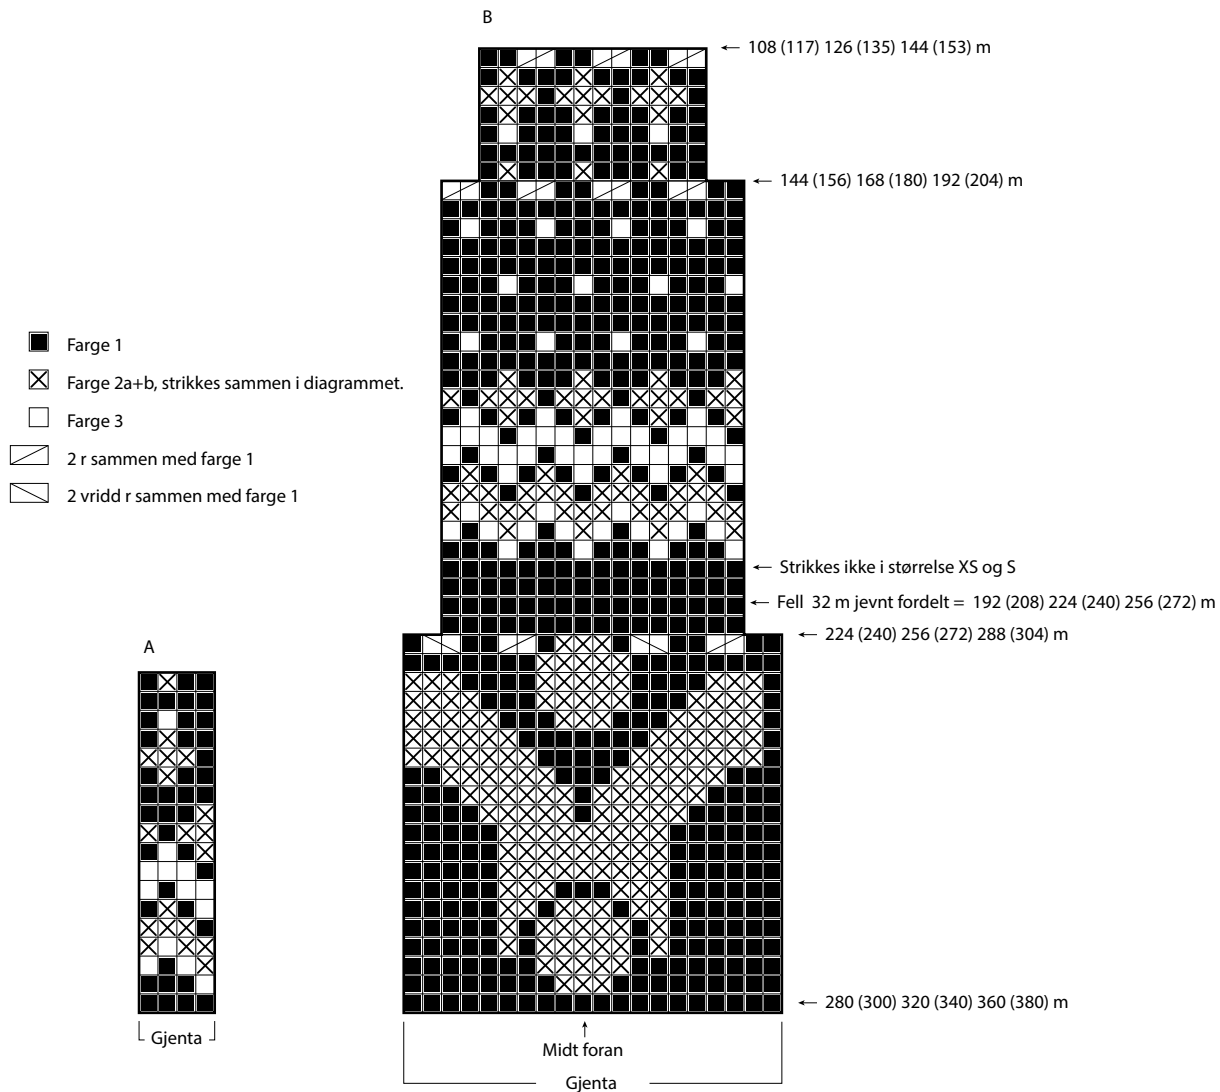 B
108 (117) 126 (135) 144 (153) m
144 (156) 168 (180) 192 (204) m
Farge 1
Farge 2a+b, strikkes sammen i diagrammet.
Farge 3
2 r sammen med farge 1
2 vridd r sammen med farge 1
Strikkes ikke i størrelse XS og S
Fell 32 m jevnt fordelt = 192 (208) 224 (240) 256 (272) m
224 (240) 256 (272) 288 (304) m
A
280 (300) 320 (340) 360 (380) m
Gjenta
Midt foran
Gjenta